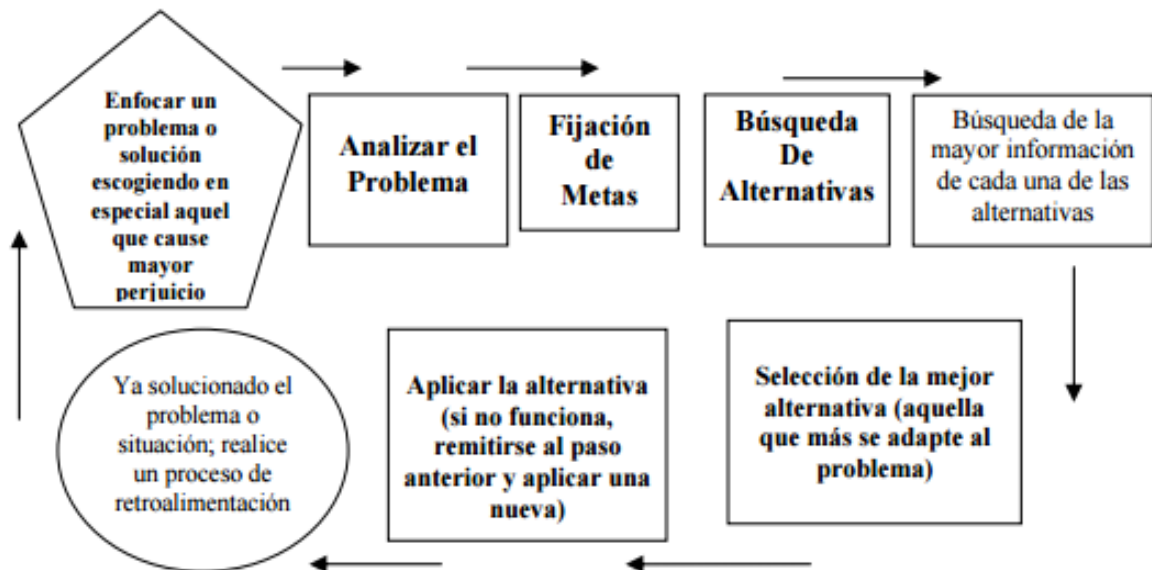 Enfocar un
problema o
solución
escogiendo en
especial aquel
que cause
mayor
perjuicio
Analizar el
Problema
Fijación
de
Metas
Búsqueda
De
Alternativas
Búsqueda de la
mayor información
de cada una de las
alternativas
Selección de la mejor
alternativa (aquella
que más se adapte al
problema)
Aplicar la alternativa
(si no funciona,
remitirse al paso
anterior y aplicar una
nueva)
Ya solucionado el
problema o
situación; realice
un proceso de
retroalimentación